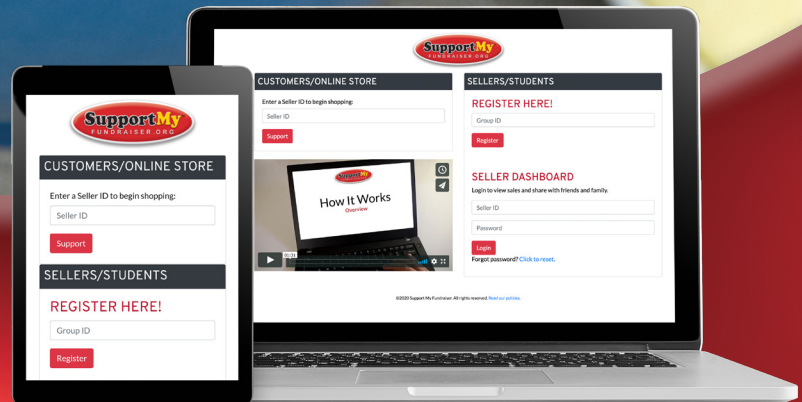 SupportMy
FUNDRAISER.ORG
CUSTOMERS/ONLINE STORE
Enter a Seller ID to begin shopping:
Seller ID
Support
SELLERS/STUDENTS
REGISTER HERE!
Group ID
Register
SupportMy
FUNDRAISER.ORG
CUSTOMERS/ONLINE STORE
Enter a Seller ID to begin shopping:
Seller ID
Support
SupportMy
How It Works
Overview
01:31
SELLERS/STUDENTS
REGISTER HERE!
Group ID
Register
SELLER DASHBOARD
Login to view sales and share with friends and family.
Seller ID
Password
Login
Forgot password? Click to reset.
©2020 Support My Fundraiser. All rights reserved. Read our policies.